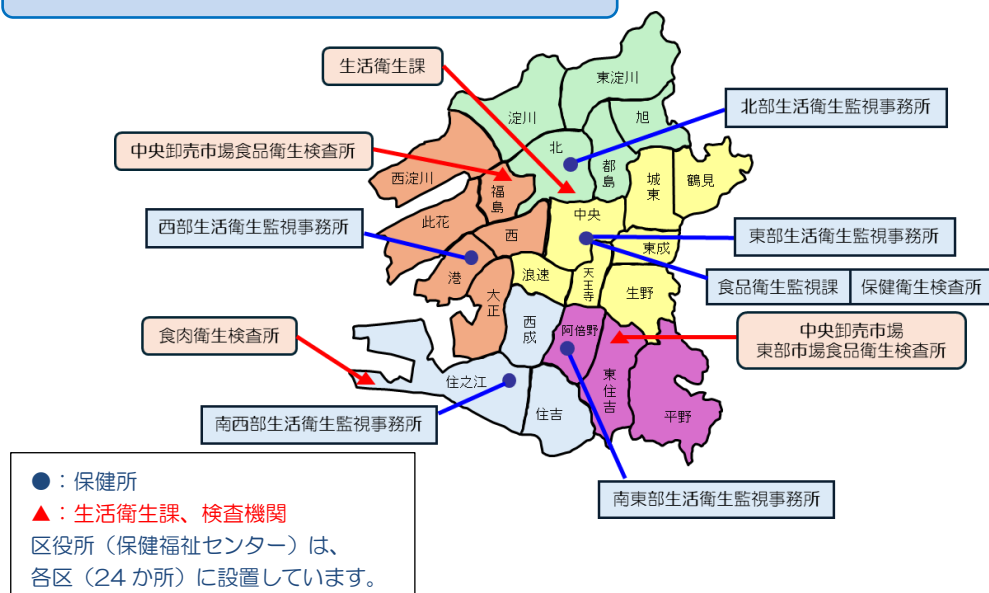 生活衛生課
東淀川
北部生活衛生監視事務所
淀川
旭
中央卸売市場食品衛生検査所
北
都島
西淀川
福島
城東
鶴見
此花
中央
西部生活衛生監視事務所
西
東部生活衛生監視事務所
東成
港
浪速
天王寺
生野
食品衛生監視課
保健衛生検査所
大正
西成
阿倍野
食肉衛生検査所
中央卸売市場
東部市場食品衛生検査所
住之江
東住吉
南西部生活衛生監視事務所
住吉
平野
南東部生活衛生監視事務所
●：保健所
▲：生活衛生課、検査機関
区役所（保健福祉センター）は、
各区（24 か所）に設置しています。